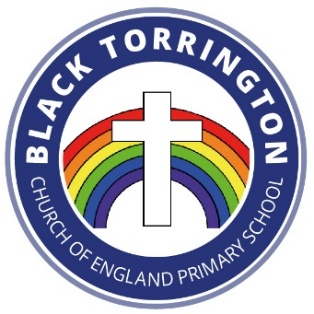 BLACK TORRINGTON
CHURCH OF ENGLAND PRIMARY SCHOOL